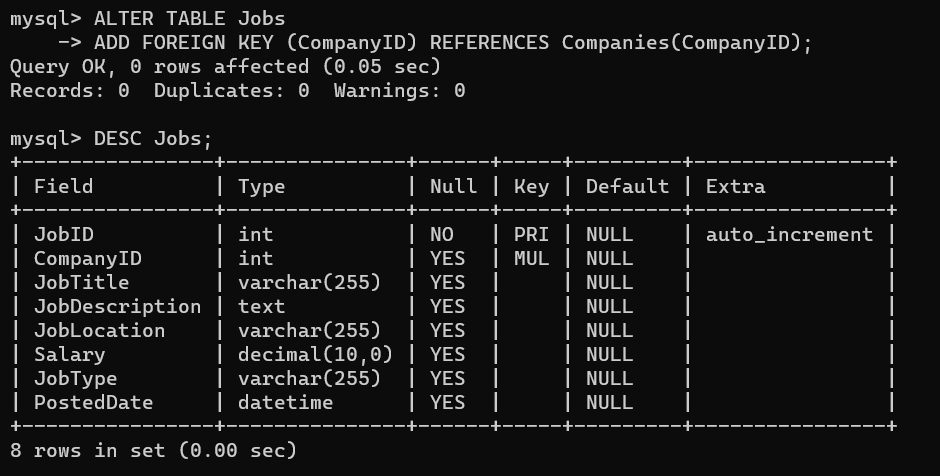 mysql> ALTER TABLE Jobs
    -> ADD FOREIGN KEY (CompanyID) REFERENCES Companies(CompanyID);
Query OK, 0 rows affected (0.05 sec)
Records: 0  Duplicates: 0  Warnings: 0

mysql> DESC Jobs;
+----------------+---------------+------+-----+---------+----------------+
| Field          | Type          | Null | Key | Default | Extra          |
+----------------+---------------+------+-----+---------+----------------+
| JobID          | int           | NO   | PRI | NULL    | auto_increment |
| CompanyID      | int           | YES  | MUL | NULL    |                |
| JobTitle       | varchar(255)  | YES  |     | NULL    |                |
| JobDescription | text          | YES  |     | NULL    |                |
| JobLocation    | varchar(255)  | YES  |     | NULL    |                |
| Salary         | decimal(10,0) | YES  |     | NULL    |                |
| JobType        | varchar(255)  | YES  |     | NULL    |                |
| PostedDate     | datetime      | YES  |     | NULL    |                |
+----------------+---------------+------+-----+---------+----------------+
8 rows in set (0.00 sec)